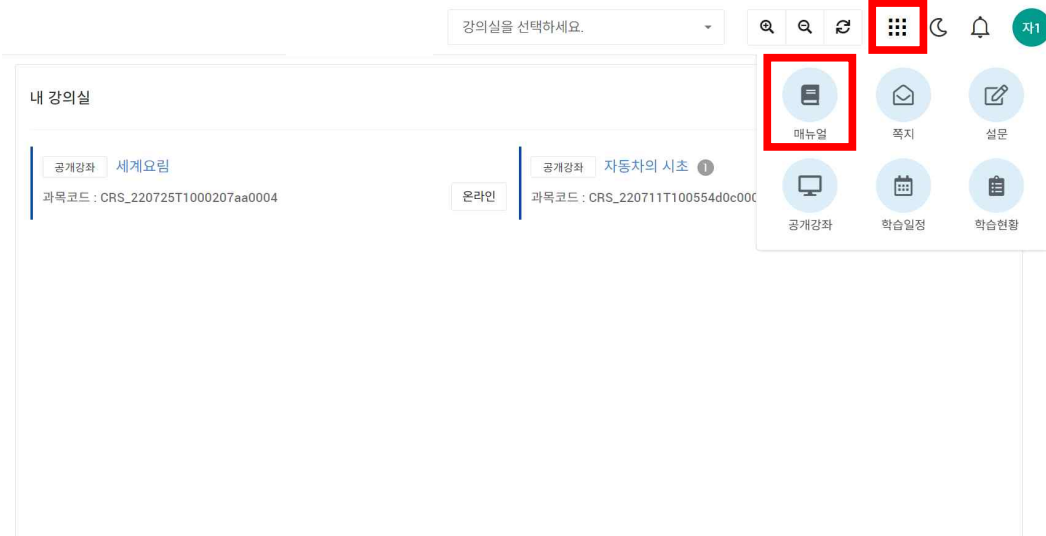 강의실을 선택하세요.
자1
내 강의실
매뉴얼
쪽지
설문
공개강좌
세계요림
과목코드 : CRS_220725T1000207aa0004
온라인
공개강좌
자동차의 시초
1
과목코드 : CRS_220711T100554d0c000
공개강좌
학습일정
학습현황